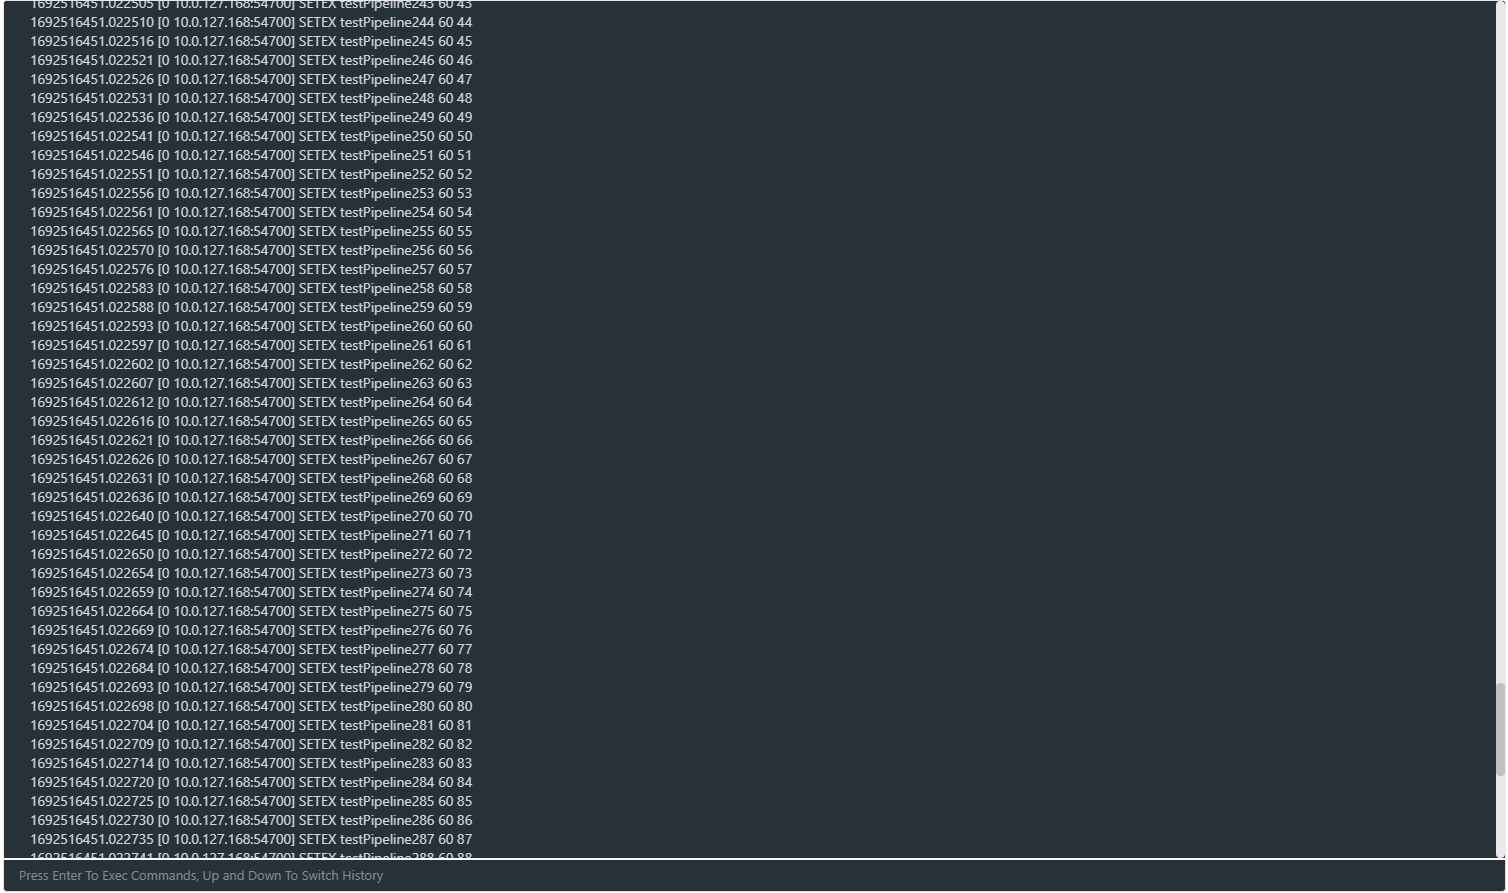 1692516451.022505 [0 10.0.127.168:54700] SETEX testPipeline243 60 43
1692516451.022510 [0 10.0.127.168:54700] SETEX testPipeline244 60 44
1692516451.022516 [0 10.0.127.168:54700] SETEX testPipeline245 60 45
1692516451.022521 [0 10.0.127.168:54700] SETEX testPipeline246 60 46
1692516451.022526 [0 10.0.127.168:54700] SETEX testPipeline247 60 47
1692516451.022531 [0 10.0.127.168:54700] SETEX testPipeline248 60 48
1692516451.022536 [0 10.0.127.168:54700] SETEX testPipeline249 60 49
1692516451.022541 [0 10.0.127.168:54700] SETEX testPipeline250 60 50
1692516451.022546 [0 10.0.127.168:54700] SETEX testPipeline251 60 51
1692516451.022551 [0 10.0.127.168:54700] SETEX testPipeline252 60 52
1692516451.022556 [0 10.0.127.168:54700] SETEX testPipeline253 60 53
1692516451.022561 [0 10.0.127.168:54700] SETEX testPipeline254 60 54
1692516451.022565 [0 10.0.127.168:54700] SETEX testPipeline255 60 55
1692516451.022570 [0 10.0.127.168:54700] SETEX testPipeline256 60 56
1692516451.022576 [0 10.0.127.168:54700] SETEX testPipeline257 60 57
1692516451.022583 [0 10.0.127.168:54700] SETEX testPipeline258 60 58
1692516451.022588 [0 10.0.127.168:54700] SETEX testPipeline259 60 59
1692516451.022593 [0 10.0.127.168:54700] SETEX testPipeline260 60 60
1692516451.022597 [0 10.0.127.168:54700] SETEX testPipeline261 60 61
1692516451.022602 [0 10.0.127.168:54700] SETEX testPipeline262 60 62
1692516451.022607 [0 10.0.127.168:54700] SETEX testPipeline263 60 63
1692516451.022612 [0 10.0.127.168:54700] SETEX testPipeline264 60 64
1692516451.022616 [0 10.0.127.168:54700] SETEX testPipeline265 60 65
1692516451.022621 [0 10.0.127.168:54700] SETEX testPipeline266 60 66
1692516451.022626 [0 10.0.127.168:54700] SETEX testPipeline267 60 67
1692516451.022631 [0 10.0.127.168:54700] SETEX testPipeline268 60 68
1692516451.022636 [0 10.0.127.168:54700] SETEX testPipeline269 60 69
1692516451.022640 [0 10.0.127.168:54700] SETEX testPipeline270 60 70
1692516451.022645 [0 10.0.127.168:54700] SETEX testPipeline271 60 71
1692516451.022650 [0 10.0.127.168:54700] SETEX testPipeline272 60 72
1692516451.022654 [0 10.0.127.168:54700] SETEX testPipeline273 60 73
1692516451.022659 [0 10.0.127.168:54700] SETEX testPipeline274 60 74
1692516451.022664 [0 10.0.127.168:54700] SETEX testPipeline275 60 75
1692516451.022669 [0 10.0.127.168:54700] SETEX testPipeline276 60 76
1692516451.022674 [0 10.0.127.168:54700] SETEX testPipeline277 60 77
1692516451.022684 [0 10.0.127.168:54700] SETEX testPipeline278 60 78
1692516451.022693 [0 10.0.127.168:54700] SETEX testPipeline279 60 79
1692516451.022698 [0 10.0.127.168:54700] SETEX testPipeline280 60 80
1692516451.022704 [0 10.0.127.168:54700] SETEX testPipeline281 60 81
1692516451.022709 [0 10.0.127.168:54700] SETEX testPipeline282 60 82
1692516451.022714 [0 10.0.127.168:54700] SETEX testPipeline283 60 83
1692516451.022720 [0 10.0.127.168:54700] SETEX testPipeline284 60 84
1692516451.022725 [0 10.0.127.168:54700] SETEX testPipeline285 60 85
1692516451.022730 [0 10.0.127.168:54700] SETEX testPipeline286 60 86
1692516451.022735 [0 10.0.127.168:54700] SETEX testPipeline287 60 87
1692516451.022741 [0 10.0.127.168:54700] SETEX testPipeline288 60 88
Press Enter To Exec Commands, Up and Down To Switch History